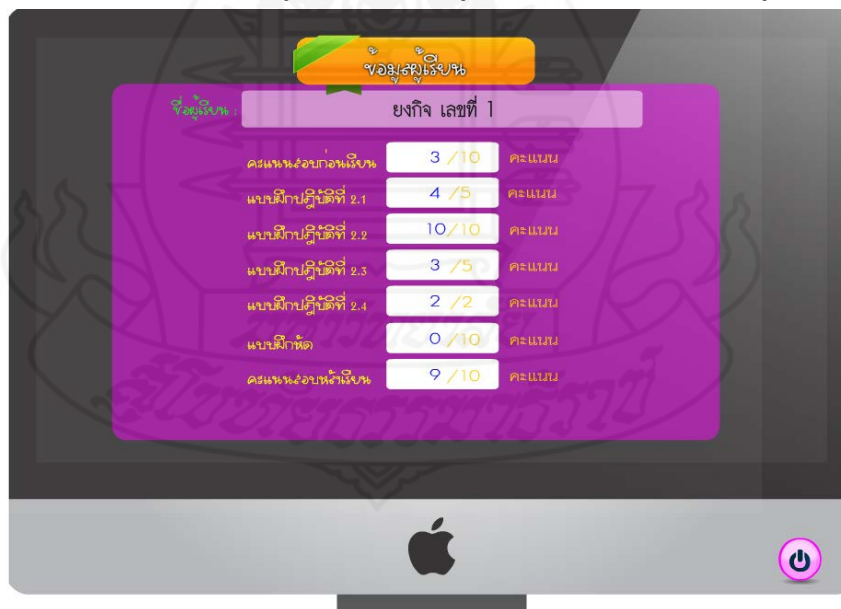 ข้อมูลผู้เรียน
ชื่อผู้เรียน : ยงกิจ เลขที่ 1
คะแนนสอบก่อนเรียน 3 /10 คะแนน
แบบฝึกปฏิบัติที่ 2.1 4 /5 คะแนน
แบบฝึกปฏิบัติที่ 2.2 10/10 คะแนน
แบบฝึกปฏิบัติที่ 2.3 3 /5 คะแนน
แบบฝึกปฏิบัติที่ 2.4 2 /2 คะแนน
แบบฝึกหัด 0 /10 คะแนน
คะแนนสอบหลังเรียน 9 /10 คะแนน